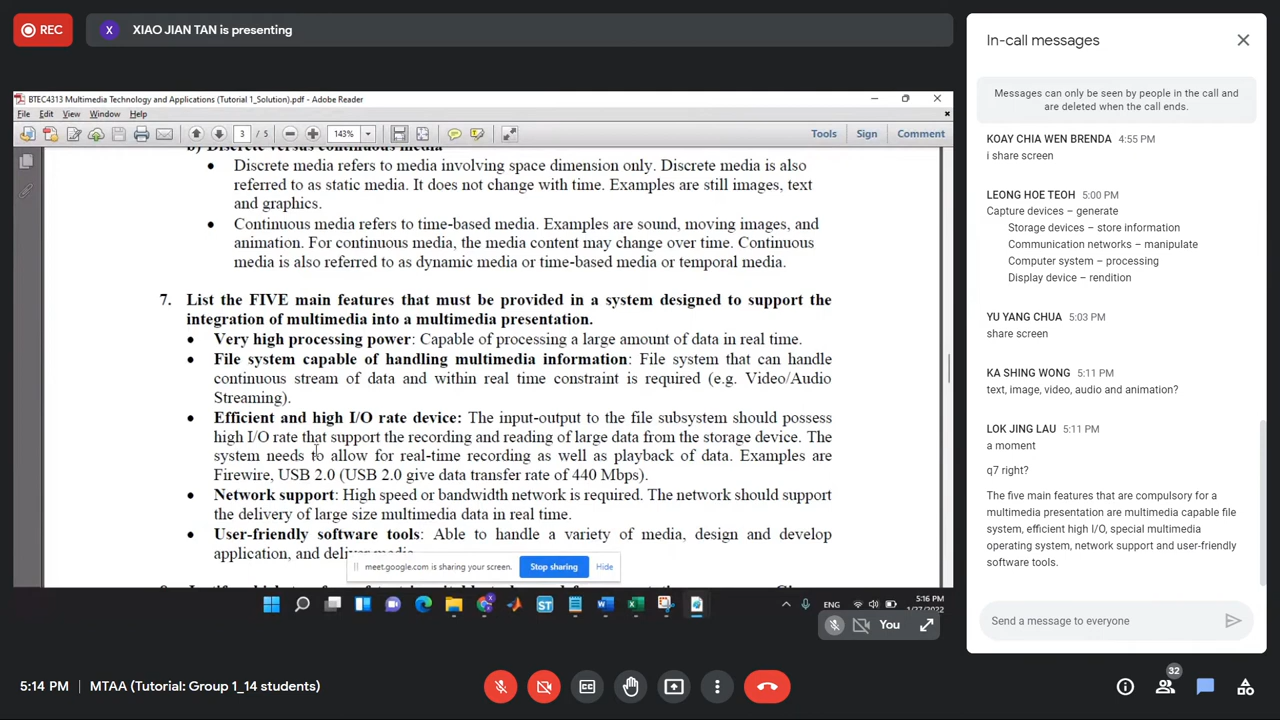 REC
X
XIAO JIAN TAN is presenting
BTEC4313 Multimedia Technology and Applications (Tutorial 1_Solution).pdf - Adobe Reader
File Edit View Window Help
3 / 5 143% Tools Sign Comment
b) Discrete versus continuous media
• Discrete media refers to media involving space dimension only. Discrete media is also
referred to as static media. It does not change with time. Examples are still images, text
and graphics.
• Continuous media refers to time-based media. Examples are sound, moving images, and
animation. For continuous media, the media content may change over time. Continuous
media is also referred to as dynamic media or time-based media or temporal media.
7. List the FIVE main features that must be provided in a system designed to support the
integration of multimedia into a multimedia presentation.
• Very high processing power: Capable of processing a large amount of data in real time.
• File system capable of handling multimedia information: File system that can handle
continuous stream of data and within real time constraint is required (e.g. Video/Audio
Streaming).
• Efficient and high I/O rate device: The input-output to the file subsystem should possess
high I/O rate that support the recording and reading of large data from the storage device. The
system needs to allow for real-time recording as well as playback of data. Examples are
Firewire, USB 2.0 (USB 2.0 give data transfer rate of 440 Mbps).
• Network support: High speed or bandwidth network is required. The network should support
the delivery of large size multimedia data in real time.
• User-friendly software tools: Able to handle a variety of media, design and develop
application, and deliver media.
meet.google.com is sharing your screen. Stop sharing Hide
ENG 5:16 PM
1/27/2022
You
5:14 PM MTAA (Tutorial: Group 1_14 students)
In-call messages
Messages can only be seen by people in the call and
are deleted when the call ends.
KOAY CHIA WEN BRENDA 4:55 PM
i share screen
LEONG HOE TEOH 5:00 PM
Capture devices – generate
Storage devices – store information
Communication networks – manipulate
Computer system – processing
Display device – rendition
YU YANG CHUA 5:03 PM
share screen
KA SHING WONG 5:11 PM
text, image, video, audio and animation?
LOK JING LAU 5:11 PM
a moment
q7 right?
The five main features that are compulsory for a
multimedia presentation are multimedia capable file
system, efficient high I/O, special multimedia
operating system, network support and user-friendly
software tools.
Send a message to everyone
32